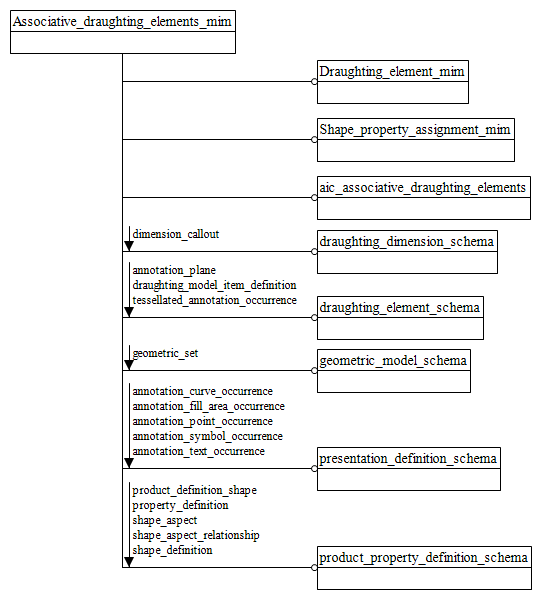 Associative_draughting_elements_mim
Draughting_element_mim
Shape_property_assignment_mim
aic_associative_draughting_elements
dimension_callout
draughting_dimension_schema
annotation_plane
draughting_model_item_definition
tessellated_annotation_occurrence
draughting_element_schema
geometric_set
geometric_model_schema
annotation_curve_occurrence
annotation_fill_area_occurrence
annotation_point_occurrence
annotation_symbol_occurrence
annotation_text_occurrence
presentation_definition_schema
product_definition_shape
property_definition
shape_aspect
shape_aspect_relationship
shape_definition
product_property_definition_schema